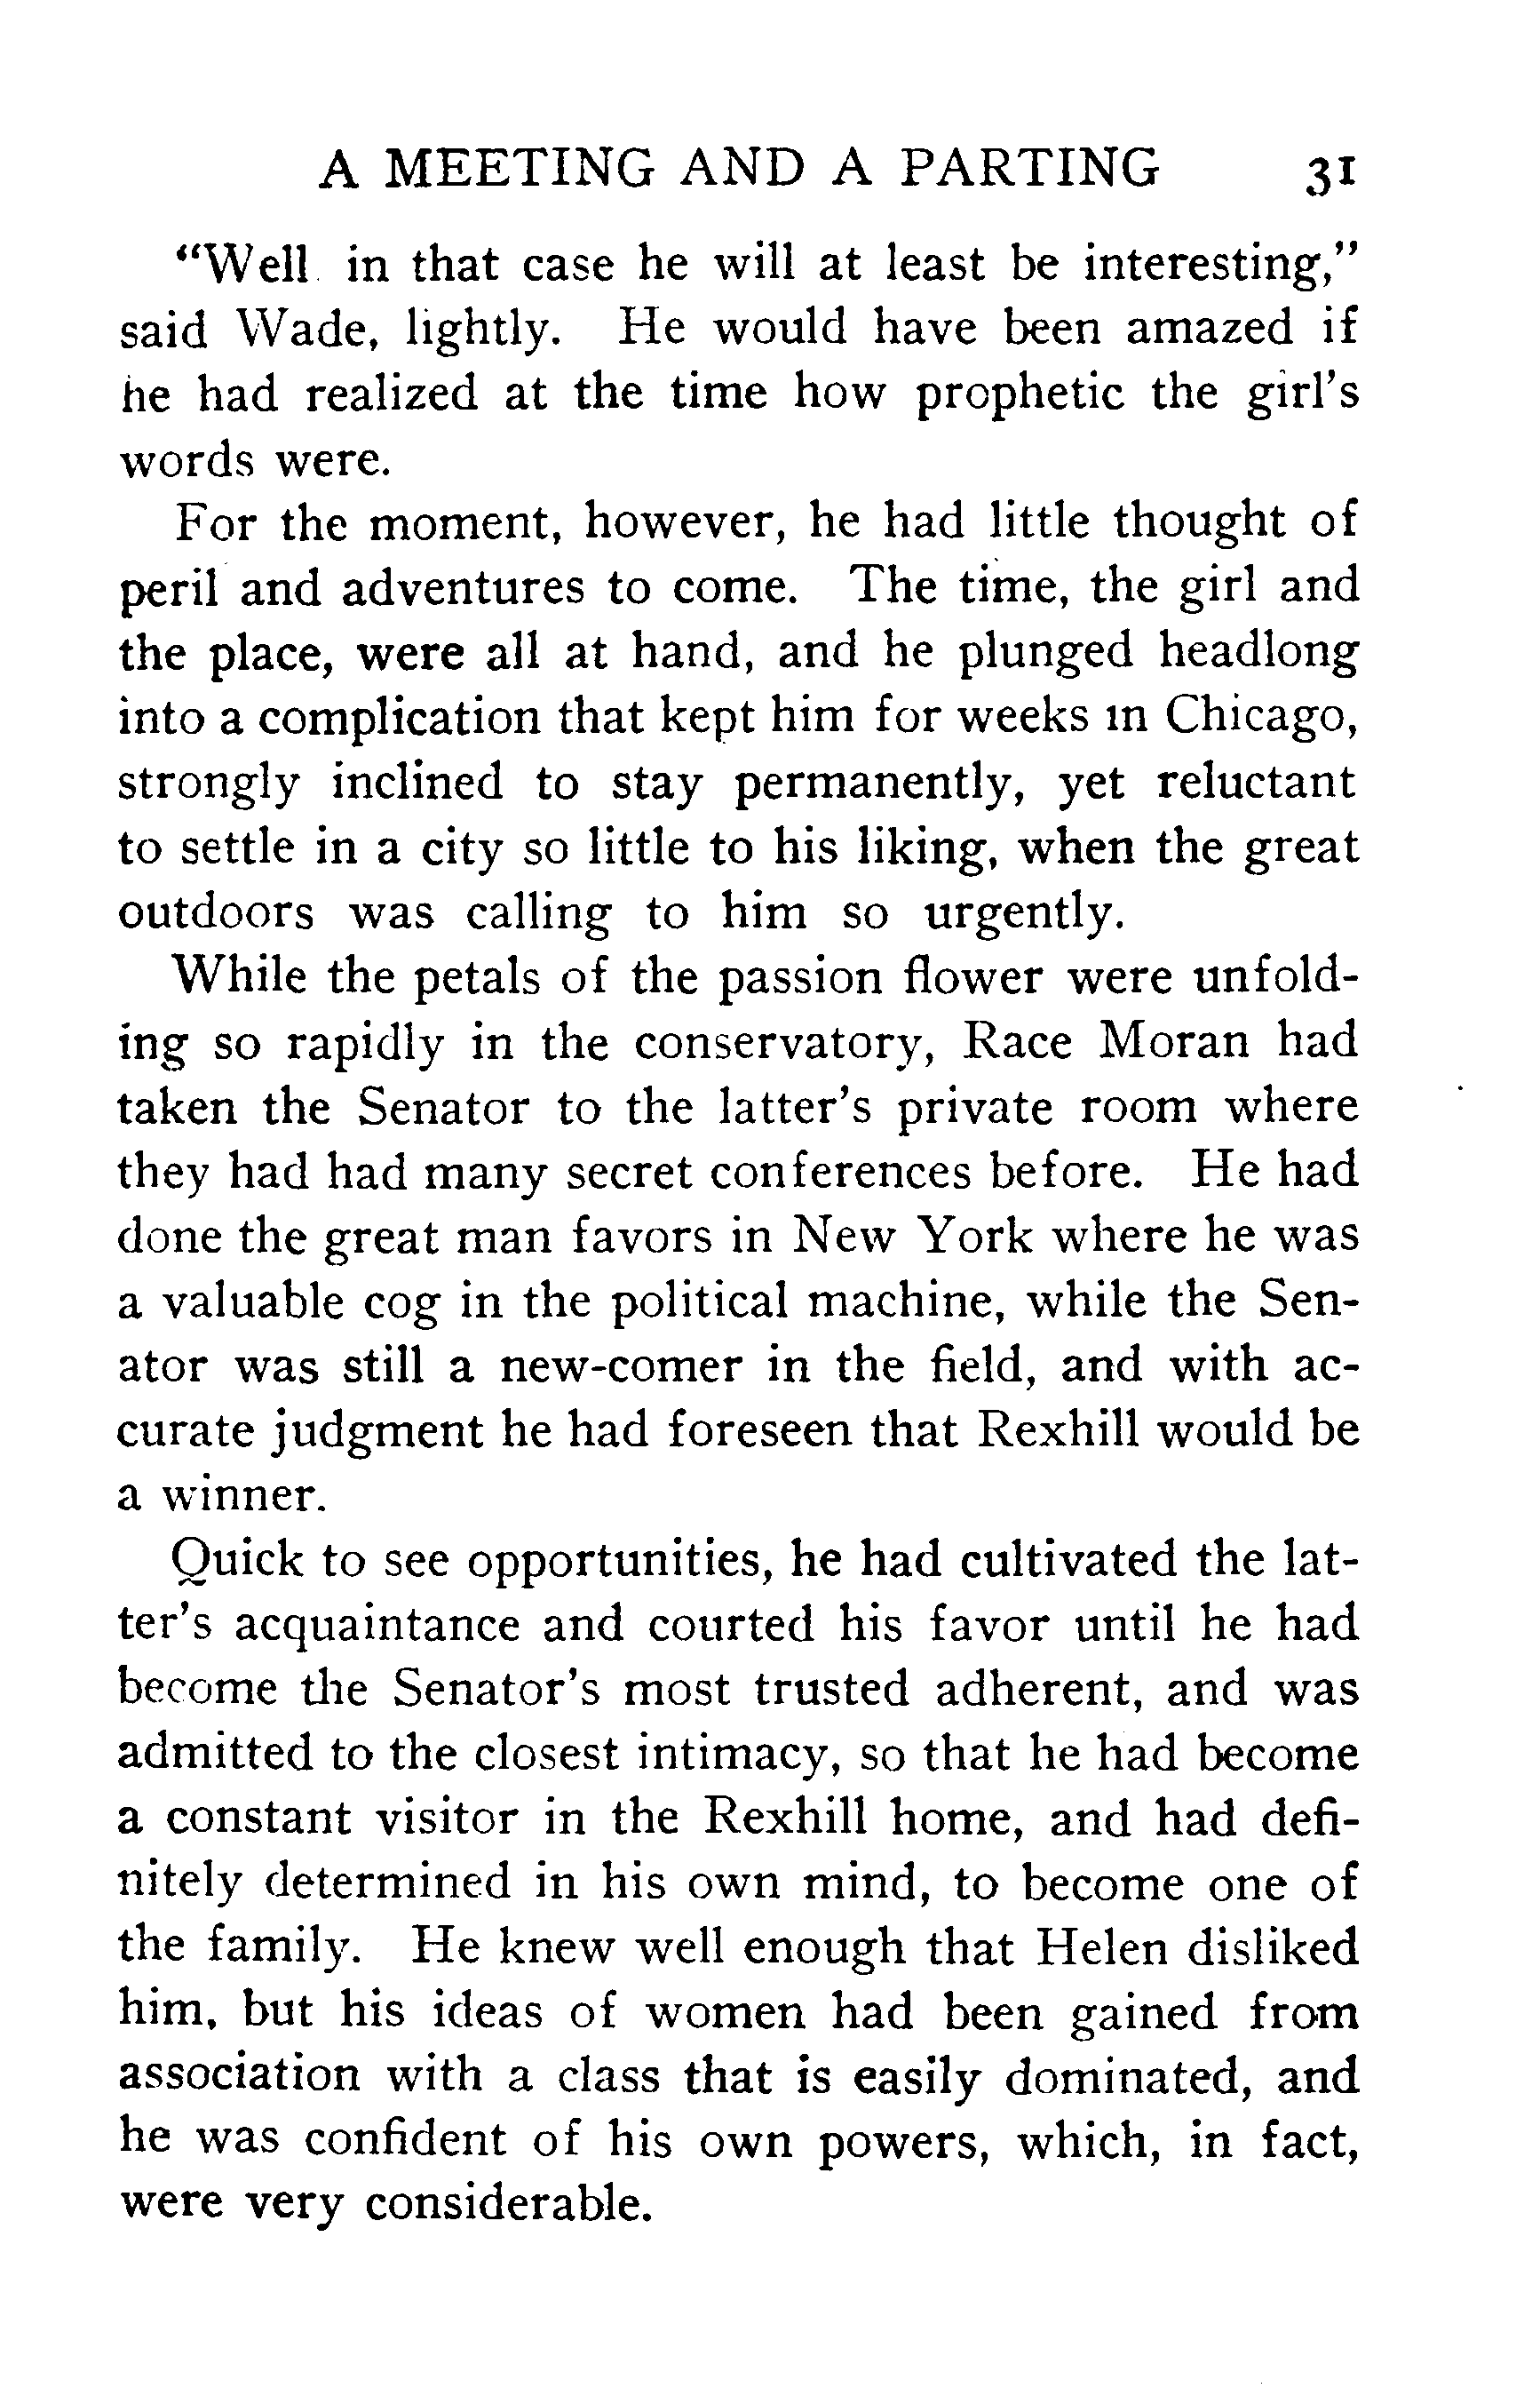 A MEETING AND A PARTING 31
"Well in that case he will at least be interesting,"
said Wade, lightly. He would have been amazed if
he had realized at the time how prophetic the girl's
words were.
For the moment, however, he had little thought of
peril and adventures to come. The time, the girl and
the place, were all at hand, and he plunged headlong
into a complication that kept him for weeks in Chicago,
strongly inclined to stay permanently, yet reluctant
to settle in a city so little to his liking, when the great
outdoors was calling to him so urgently.
While the petals of the passion flower were unfold-
ing so rapidly in the conservatory, Race Moran had
taken the Senator to the latter's private room where
they had had many secret conferences before. He had
done the great man favors in New York where he was
a valuable cog in the political machine, while the Sen-
ator was still a new-comer in the field, and with ac-
curate judgment he had foreseen that Rexhill would be
a winner.
Quick to see opportunities, he had cultivated the lat-
ter's acquaintance and courted his favor until he had
become the Senator's most trusted adherent, and was
admitted to the closest intimacy, so that he had become
a constant visitor in the Rexhill home, and had defi-
nitely determined in his own mind, to become one of
the family. He knew well enough that Helen disliked
him, but his ideas of women had been gained from
association with a class that is easily dominated, and
he was confident of his own powers, which, in fact,
were very considerable.